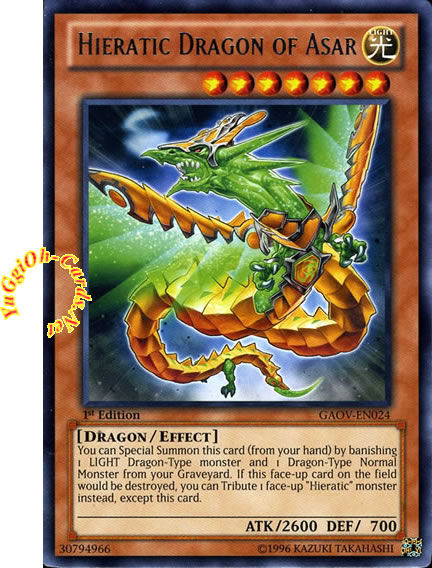 HIERATIC DRAGON OF ASAR
LIGHT
光
YuGgiOh-Cards.Net
1st Edition
GAOV-EN024
[DRAGON / EFFECT]
You can Special Summon this card (from your hand) by banishing
1 LIGHT Dragon-Type monster and 1 Dragon-Type Normal
Monster from your Graveyard. If this face-up card on the field
would be destroyed, you can Tribute 1 face-up "Hieratic" monster
instead, except this card.
ATK/2600 DEF/ 700
30794966
©1996 KAZUKI TAKAHASHI